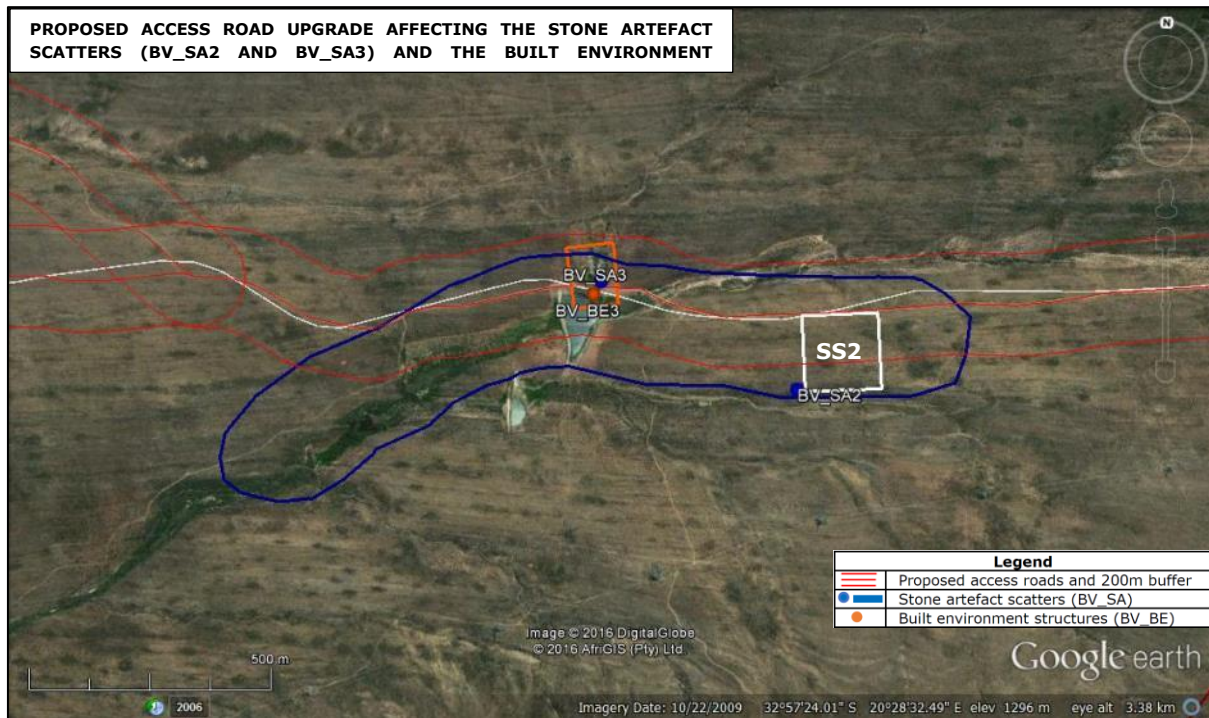 PROPOSED ACCESS ROAD UPGRADE AFFECTING THE STONE ARTEFACT
SCATTERS (BV_SA2 AND BV_SA3) AND THE BUILT ENVIRONMENT
N
BV_SA3
BV_BE3
SS2
BV_SA2
Legend
Proposed access roads and 200m buffer
Stone artefact scatters (BV_SA)
Built environment structures (BV_BE)
Image © 2016 DigitalGlobe
© 2016 AfriGIS (Pty) Ltd
Google earth
500 m
2006
Imagery Date: 10/22/2009 32°57'24.01" S 20°28'32.49" E elev 1296 m eye alt 3.38 km